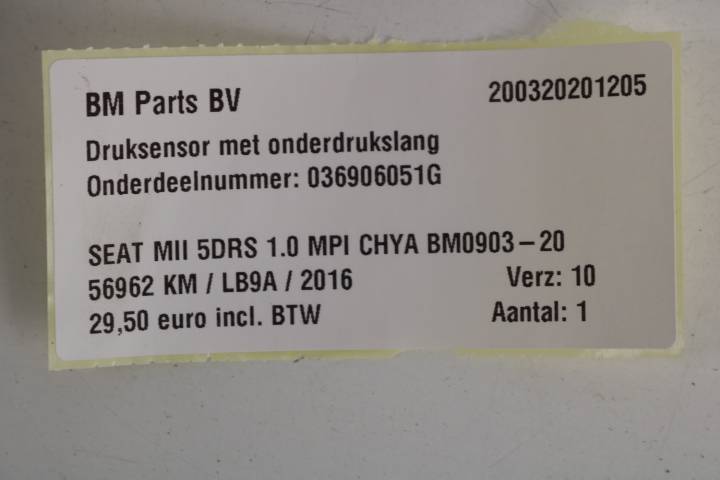 BM Parts BV 200320201205
Druksensor met onderdrukslang
Onderdeelnummer: 036906051G
SEAT MII 5DRS 1.0 MPI CHYA BM0903-20
56962 KM / LB9A / 2016 Verz: 10
29,50 euro incl. BTW Aantal: 1